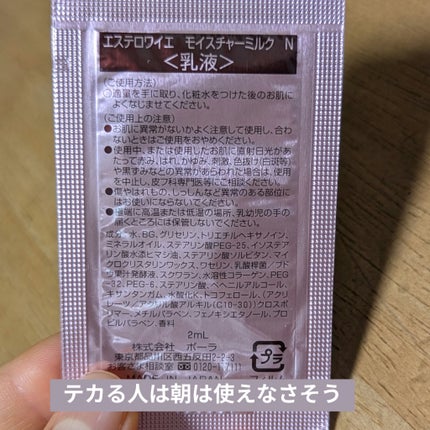 エステロワイエ モイスチャーミルク N
＜乳液＞
〈ご使用方法〉
○適量を手に取り、化粧水をつけた後のお肌に
よくなじませてください。
〈ご使用上の注意〉
●お肌に異常がないかよく注意して使用し、合わ
ないときはご使用をおやめください。
●使用中、または使用したお肌に直射日光があ
たって赤み、はれ、かゆみ、刺激、色抜け(白斑等)
や黒ずみなどの異常があらわれた場合は、使用
を中止し、皮フ科専門医等にご相談ください。
●傷やはれもの、しっしんなど異常のある部位に
はお使いにならないでください。
●極端に高温または低温の場所、乳幼児の手の
届くところには保管しないでください。
成分:水、BG、グリセリン、トリエチルヘキサノイン、
ミネラルオイル、ステアリン酸PEG-25、イソステア
リン酸水添ヒマシ油、ステアリン酸ソルビタン、マイ
クロクリスタリンワックス、ワセリン、乳酸桿菌／ブド
ウ果汁発酵液、スクワラン、水溶性コラーゲン、PEG
-32、PEG-6、ステアリン酸、ベヘニルアルコール、
キサンタンガム、水酸化K、トコフェロール、(アクリ
レーツ／アクリル酸アルキル(C10-30))クロスポ
リマー、メチルパラベン、フェノキシエタノール、プ
ロピルパラベン、香料
2mL
株式会社 ポーラ
東京都品川区西五反田2-2-3
お客さま相談室 0120-117111
MADE IN JAPAN フィルム
プラ
テカる人は朝は使えなさそう